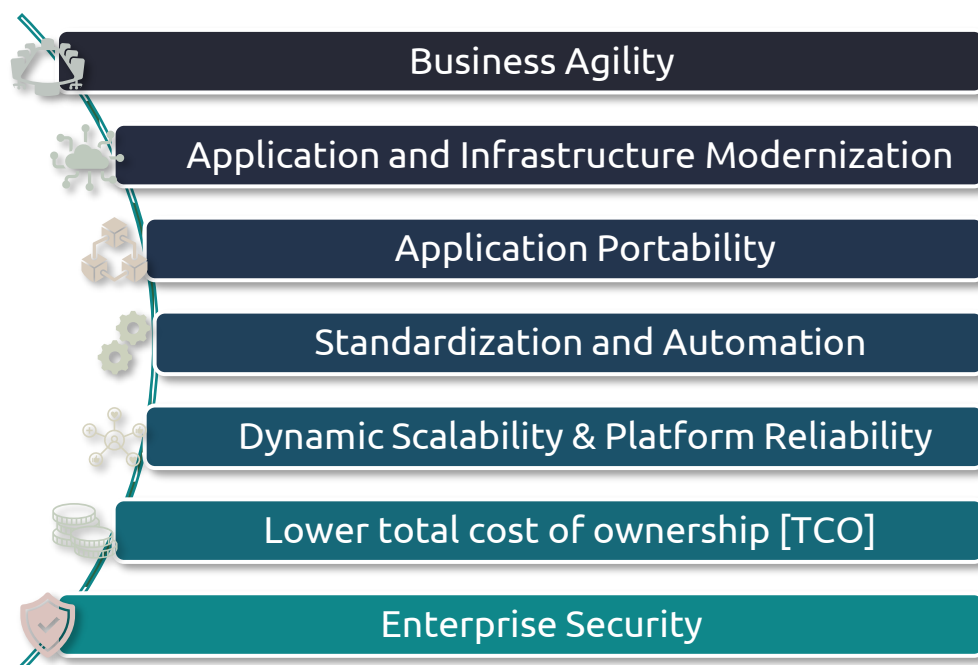 Business Agility
Application and Infrastructure Modernization
Application Portability
Standardization and Automation
Dynamic Scalability & Platform Reliability
Lower total cost of ownership [TCO]
Enterprise Security